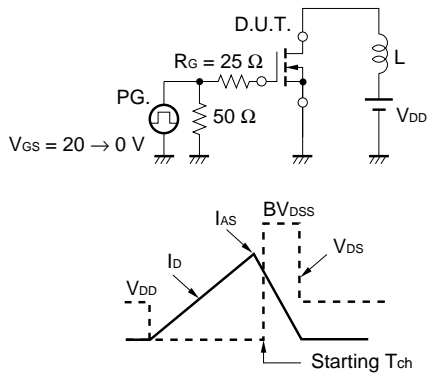 D.U.T.
RG = 25 Ω
L
PG.
50 Ω
VDD
VGS = 20 → 0 V
BVDSS
IAS
ID
VDS
VDD
Starting Tch